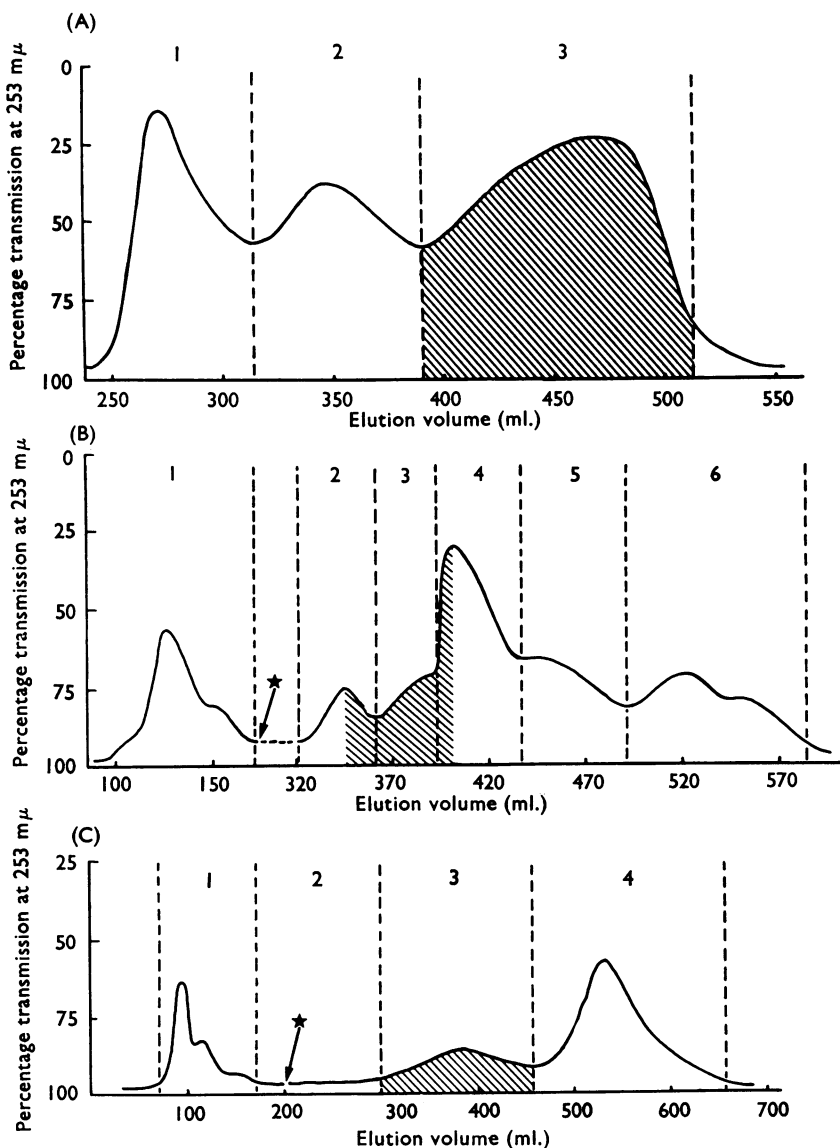 (A)
1 2 3
Percentage transmission at 253 mμ
0
25
50
75
100
250 300 350 400 450 500 550
Elution volume (ml.)
(B)
1 2 3 4 5 6
Percentage transmission at 253 mμ
0
25
50
75
100
★
100 150 320 370 420 470 520 570
Elution volume (ml.)
(C)
1 2 3 4
Percentage transmission at 253 mμ
25
50
75
100
★
100 200 300 400 500 600 700
Elution volume (ml.)